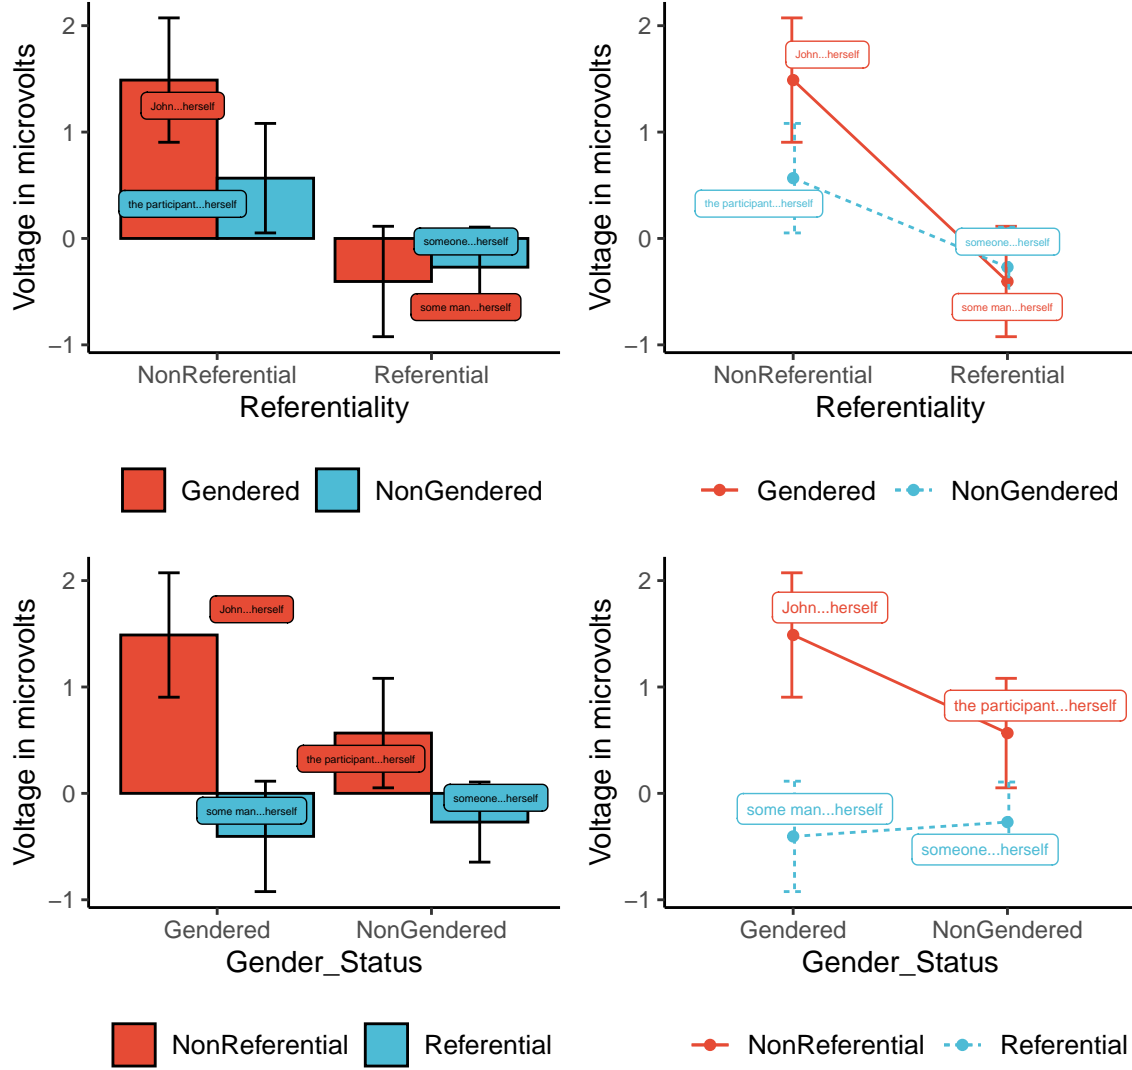 Voltage in microvolts
2
1
0
−1
John...herself
the participant...herself
someone...herself
some man...herself
NonReferential
Referential
Referentiality
Gendered
NonGendered
Voltage in microvolts
2
1
0
−1
John...herself
the participant...herself
someone...herself
some man...herself
NonReferential
Referential
Referentiality
Gendered
NonGendered
Voltage in microvolts
2
1
0
−1
John...herself
the participant...herself
some man...herself
someone...herself
Gendered
NonGendered
Gender_Status
NonReferential
Referential
Voltage in microvolts
2
1
0
−1
John...herself
the participant...herself
some man...herself
someone...herself
Gendered
NonGendered
Gender_Status
NonReferential
Referential